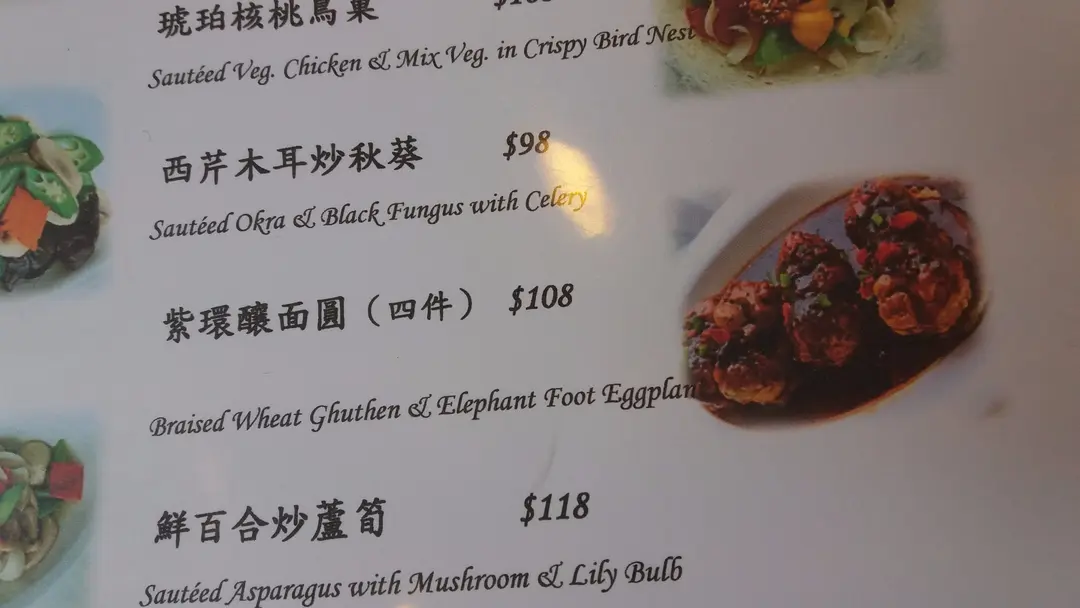 琥珀核桃鳥巢
Sautéed Veg. Chicken & Mix Veg. in Crispy Bird Nest
西芹木耳炒秋葵 $98
Sautéed Okra & Black Fungus with Celery
紫環釀面圓（四件） $108
Braised Wheat Ghuthen & Elephant Foot Eggplan
鮮百合炒蘆筍 $118
Sautéed Asparagus with Mushroom & Lily Bulb